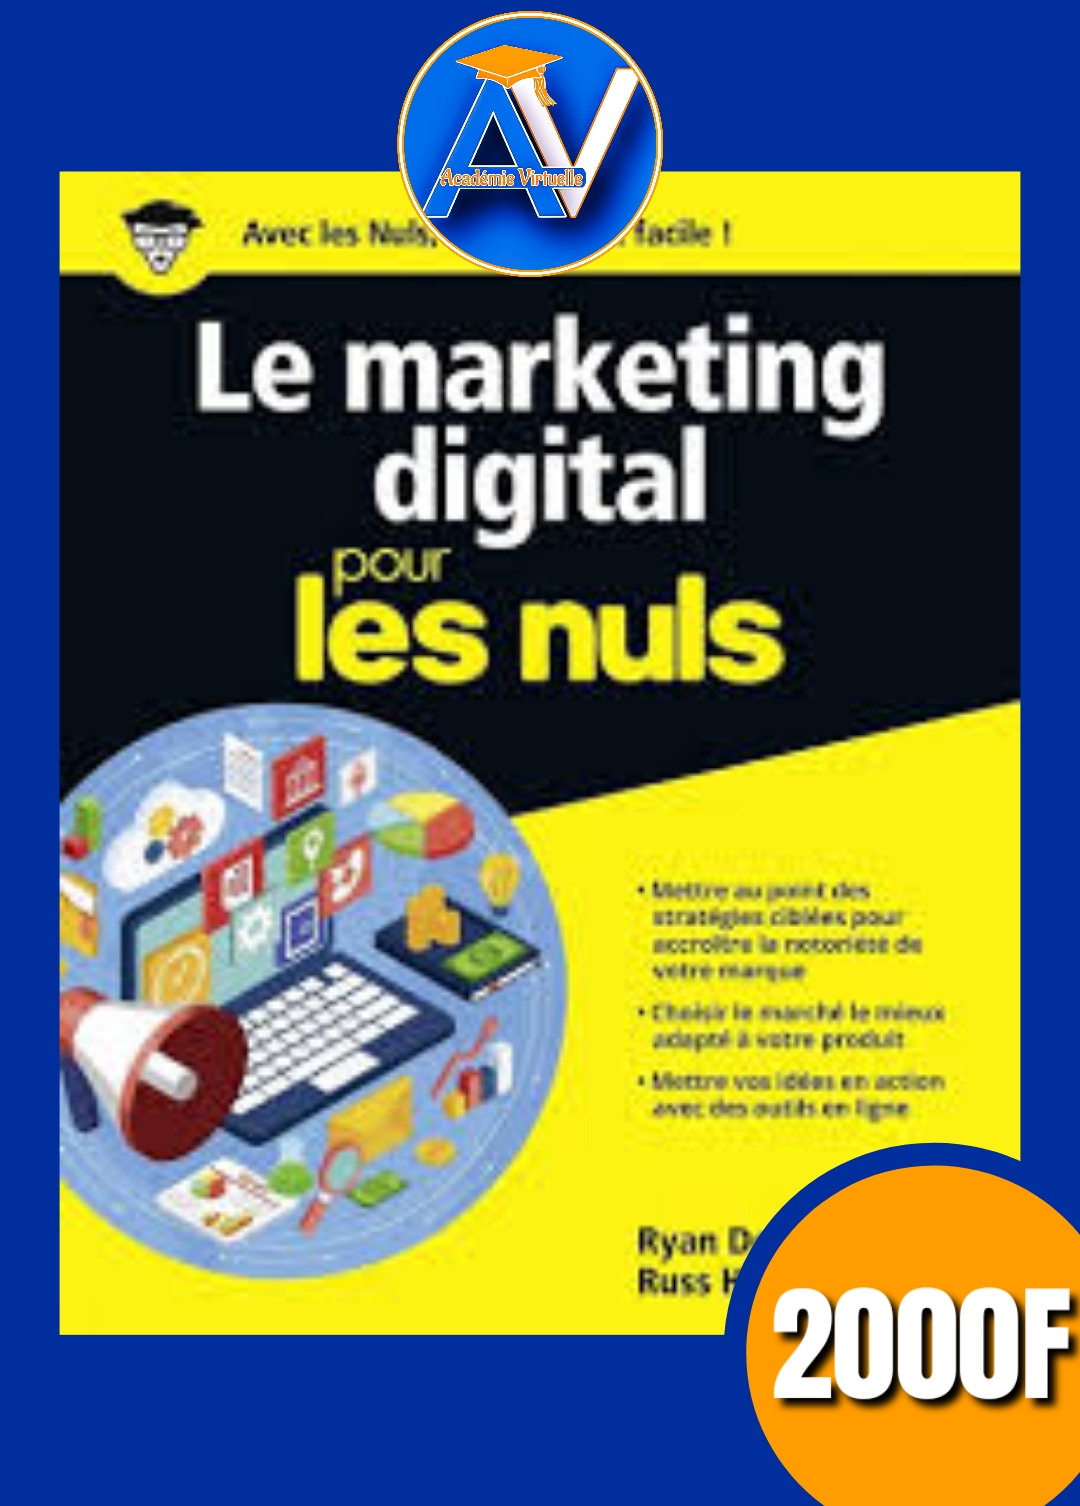 Académie Virtuelle
Avec les Nuls, facile !
Le marketing
digital
pour
les nuls
• Mettre au point des
stratégies ciblées pour
accroître la notoriété de
votre marque
• Choisir le marché le mieux
adapté à votre produit
• Mettre vos idées en action
avec des outils en ligne
Ryan
Russ
2000F